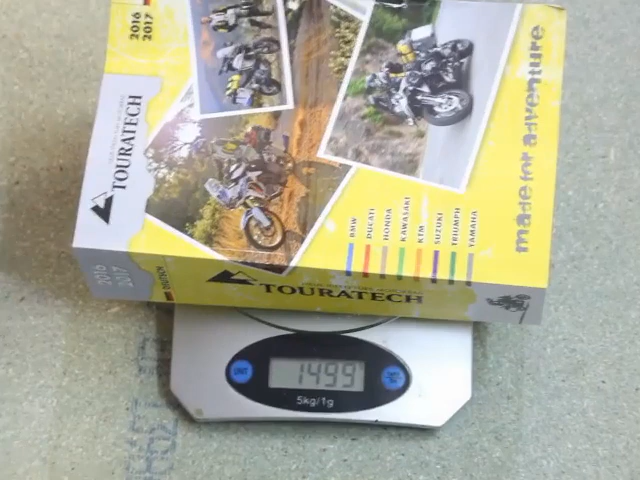 2016
2017
TOURATECH
made for adventure
BMW
DUCATI
HONDA
KAWASAKI
KTM
SUZUKI
TRIUMPH
YAMAHA
2016
2017
DEUTSCH
TOURATECH
UNIT
1499
5kg/1g